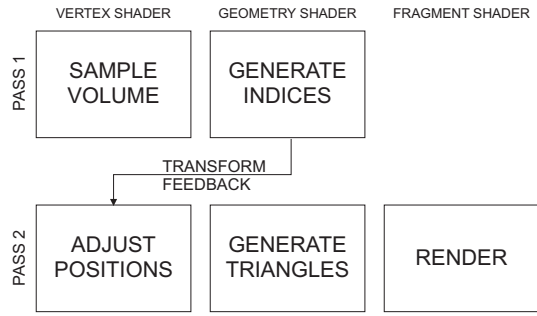 VERTEX SHADER
GEOMETRY SHADER
FRAGMENT SHADER
PASS 1
SAMPLE
VOLUME
GENERATE
INDICES
TRANSFORM
FEEDBACK
PASS 2
ADJUST
POSITIONS
GENERATE
TRIANGLES
RENDER